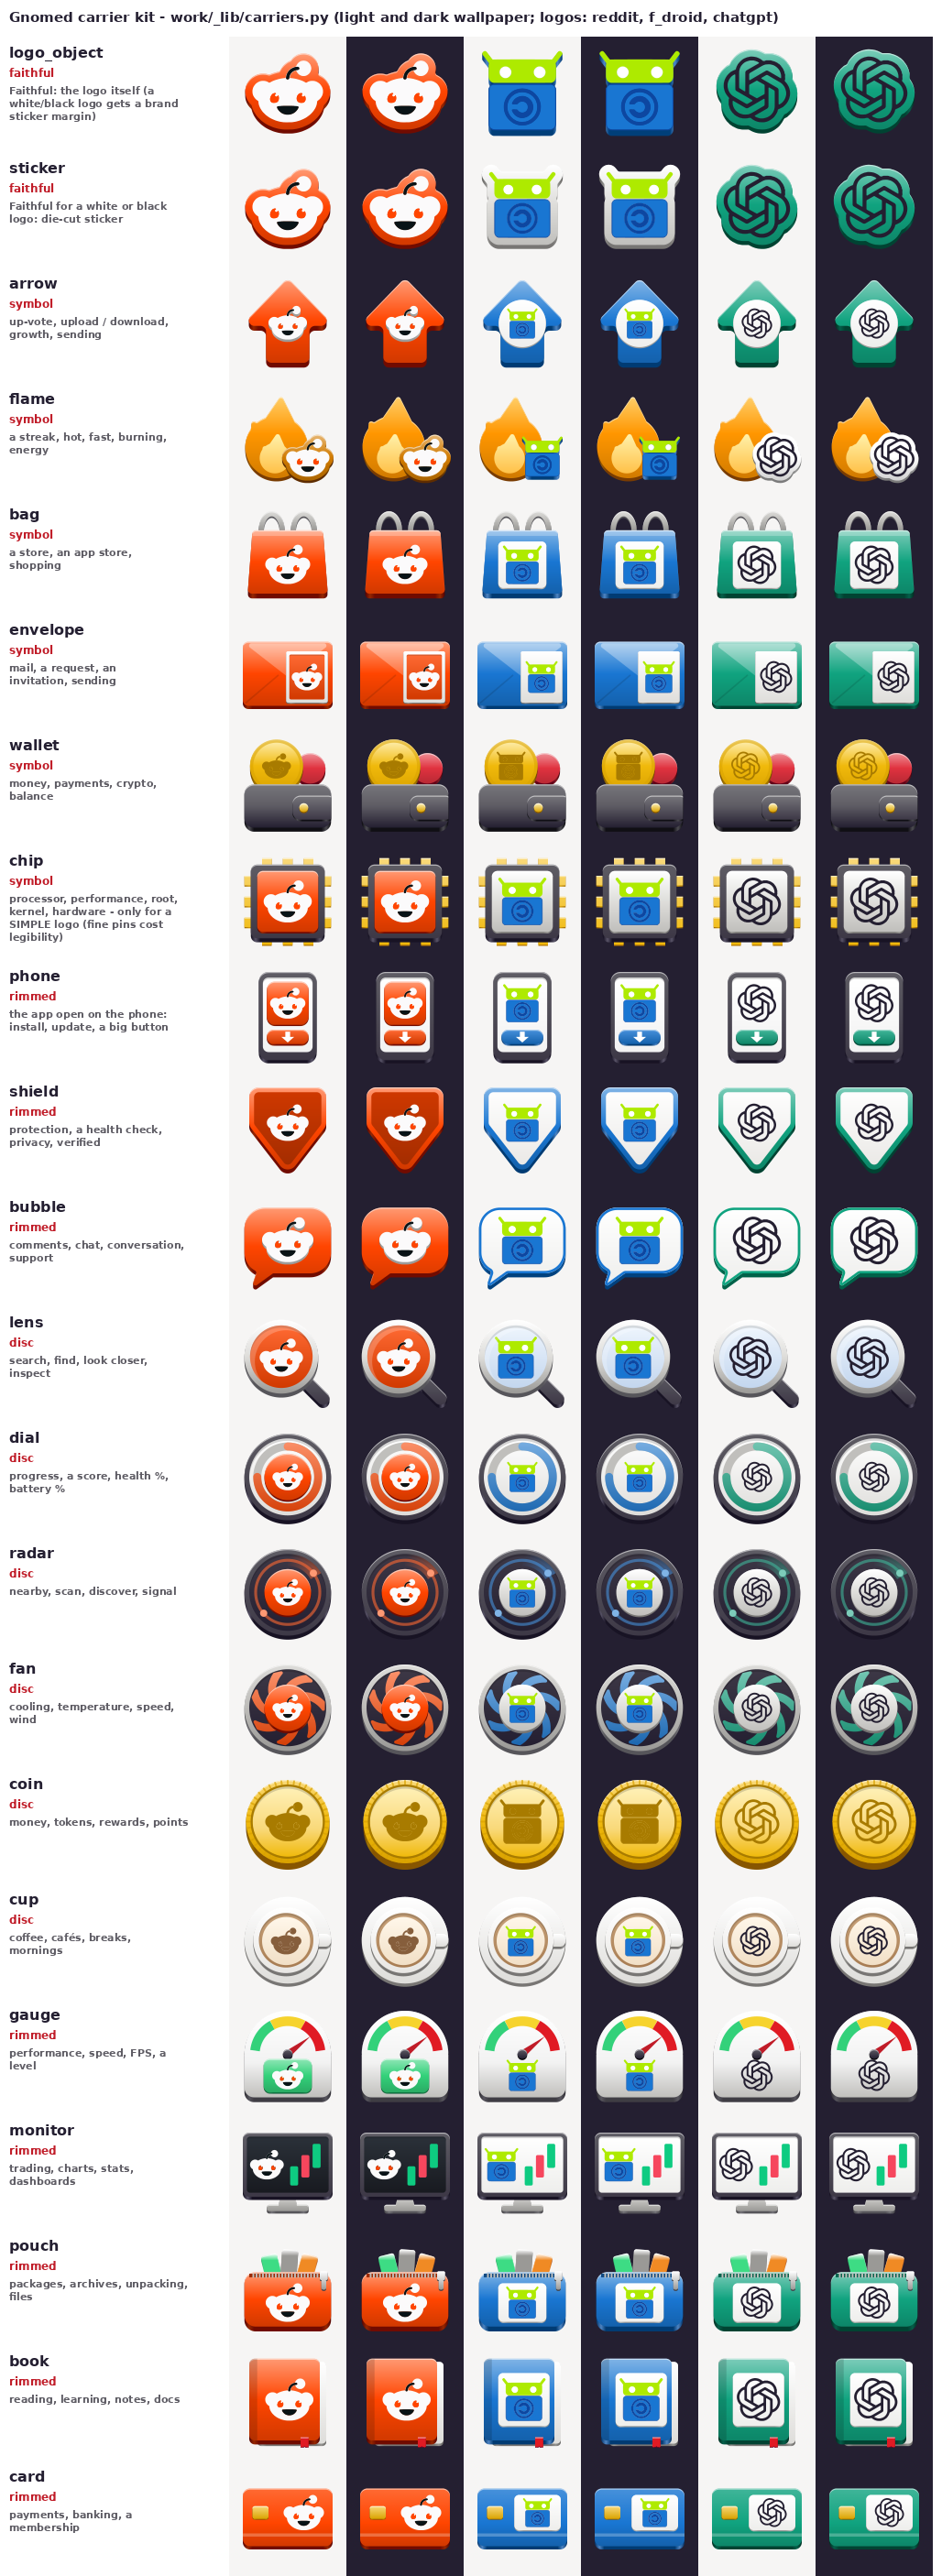 Gnomed carrier kit - work/_lib/carriers.py (light and dark wallpaper; logos: reddit, f_droid, chatgpt)
logo_object
faithful
Faithful: the logo itself (a
white/black logo gets a brand
sticker margin)
sticker
faithful
Faithful for a white or black
logo: die-cut sticker
arrow
symbol
up-vote, upload / download,
growth, sending
flame
symbol
a streak, hot, fast, burning,
energy
bag
symbol
a store, an app store,
shopping
envelope
symbol
mail, a request, an
invitation, sending
wallet
symbol
money, payments, crypto,
balance
chip
symbol
processor, performance, root,
kernel, hardware - only for a
SIMPLE logo (fine pins cost
legibility)
phone
rimmed
the app open on the phone:
install, update, a big button
shield
rimmed
protection, a health check,
privacy, verified
bubble
rimmed
comments, chat, conversation,
support
lens
disc
search, find, look closer,
inspect
dial
disc
progress, a score, health %,
battery %
radar
disc
nearby, scan, discover, signal
fan
disc
cooling, temperature, speed,
wind
coin
disc
money, tokens, rewards, points
cup
disc
coffee, cafés, breaks,
mornings
gauge
rimmed
performance, speed, FPS, a
level
monitor
rimmed
trading, charts, stats,
dashboards
pouch
rimmed
packages, archives, unpacking,
files
book
rimmed
reading, learning, notes, docs
card
rimmed
payments, banking, a
membership